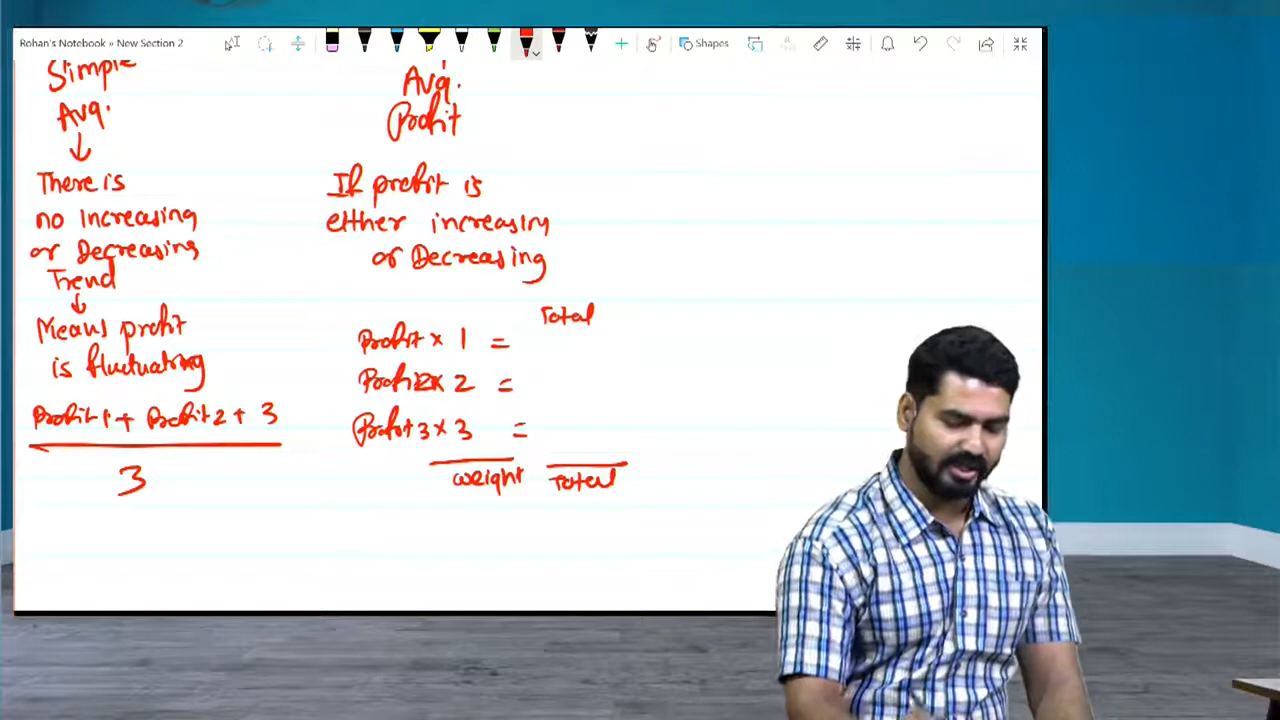 Rohan's Notebook » New Section 2
Shapes
Simple
Avg.
There is
no increasing
or Decreasing
Trend
Means profit
is fluctuating
Profit 1 + Profit 2 + 3
3
Avg.
Profit
If profit is
either increasing
or Decreasing
Total
Profit × 1 =
Profit 2 × 2 =
Profit 3 × 3 =
weight Total